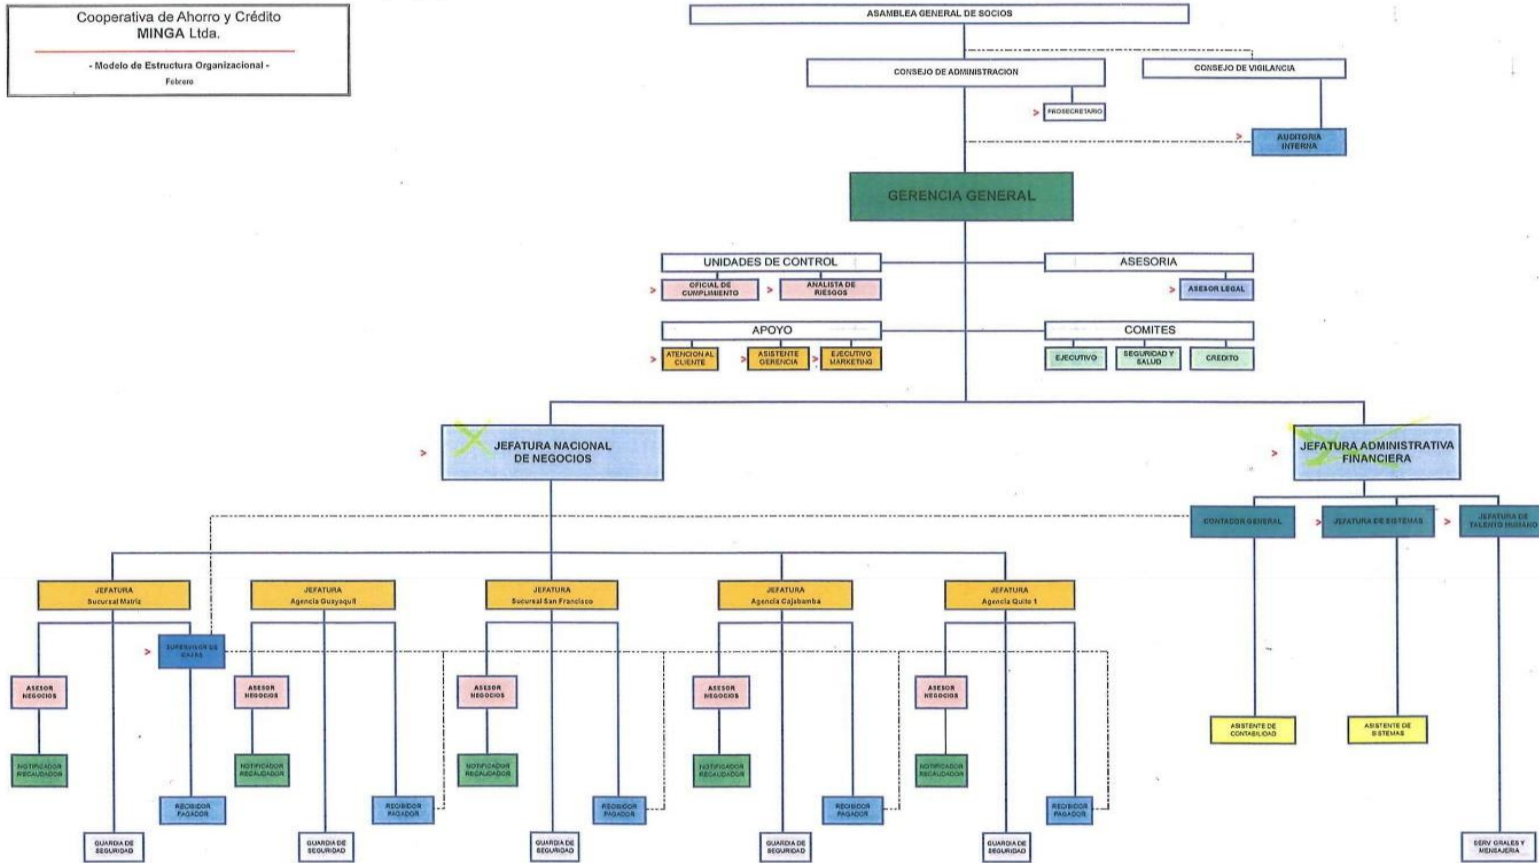 Cooperativa de Ahorro y Crédito
MINGA Ltda.
- Modelo de Estructura Organizacional -
Febrero
ASAMBLEA GENERAL DE SOCIOS
CONSEJO DE ADMINISTRACION
CONSEJO DE VIGILANCIA
PROSECRETARIO
AUDITORIA
INTERNA
GERENCIA GENERAL
UNIDADES DE CONTROL
ASESORIA
OFICIAL DE
CUMPLIMIENTO
ANALISTA DE
RIESGOS
ASESOR LEGAL
APOYO
COMITES
ATENCION AL
CLIENTE
ASISTENTE
GERENCIA
EJECUTIVO
MARKETING
EJECUTIVO
SEGURIDAD Y
SALUD
CREDITO
JEFATURA NACIONAL
DE NEGOCIOS
JEFATURA ADMINISTRATIVA
FINANCIERA
CONTADOR GENERAL
JEFATURA DE SISTEMAS
JEFATURA DE
TALENTO HUMANO
JEFATURA
Sucursal Matriz
JEFATURA
Agencia Guayaquil
JEFATURA
Sucursal San Francisco
JEFATURA
Agencia Cajabamba
JEFATURA
Agencia Quito 1
SUPERVISOR DE
CAJAS
ASESOR
NEGOCIOS
ASESOR
NEGOCIOS
ASESOR
NEGOCIOS
ASESOR
NEGOCIOS
ASESOR
NEGOCIOS
ASISTENTE DE
CONTABILIDAD
ASISTENTE DE
SISTEMAS
NOTIFICADOR
RECAUDADOR
NOTIFICADOR
RECAUDADOR
NOTIFICADOR
RECAUDADOR
NOTIFICADOR
RECAUDADOR
NOTIFICADOR
RECAUDADOR
RECIBIDOR
PAGADOR
RECIBIDOR
PAGADOR
RECIBIDOR
PAGADOR
RECIBIDOR
PAGADOR
RECIBIDOR
PAGADOR
GUARDIA DE
SEGURIDAD
GUARDIA DE
SEGURIDAD
GUARDIA DE
SEGURIDAD
GUARDIA DE
SEGURIDAD
GUARDIA DE
SEGURIDAD
SERV GRALES Y
MENSAJERIA